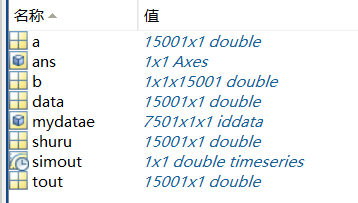 名称 值
a 15001x1 double
ans 1x1 Axes
b 1x1x15001 double
data 15001x1 double
mydatae 7501x1x1 iddata
shuru 15001x1 double
simout 1x1 double timeseries
tout 15001x1 double